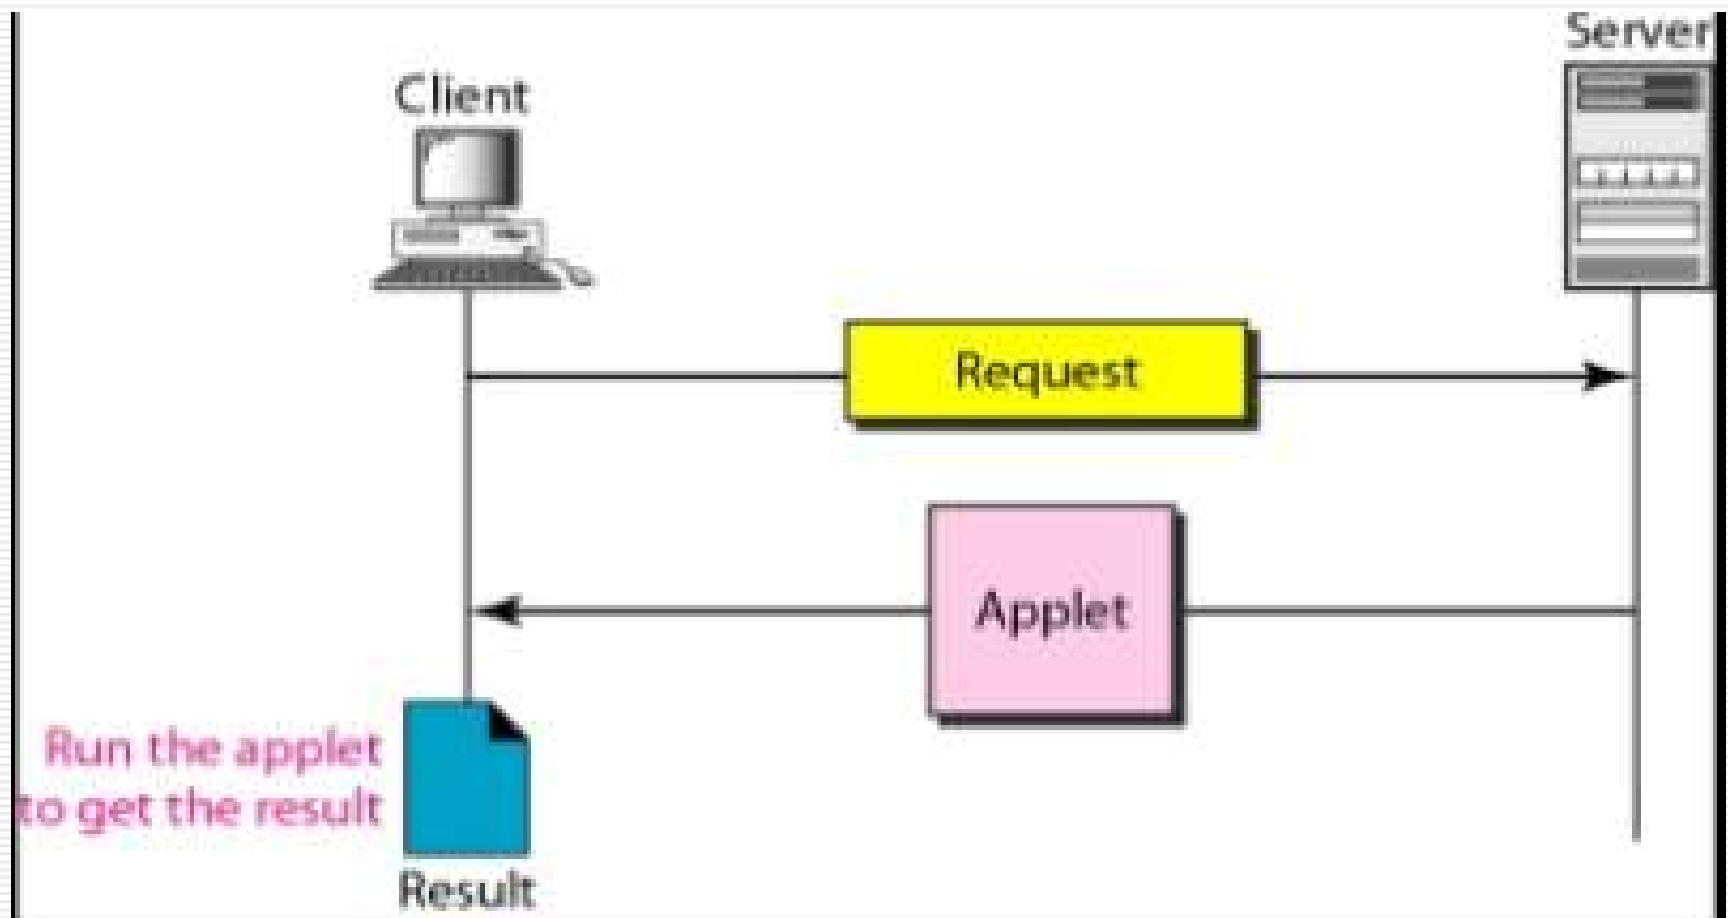 Server
Client
Request
Applet
Run the applet
to get the result
Result